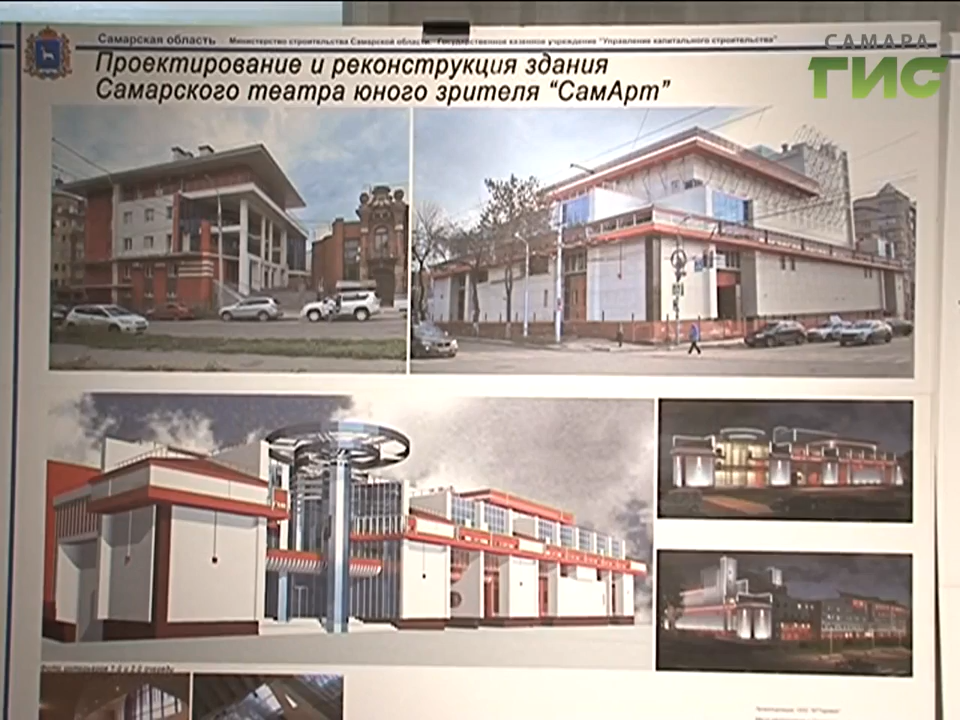 Самарская область Министерство строительства Самарской области. Государственное казенное учреждение "Управление капитального строительства"
САМАРА
ГИС
Проектирование и реконструкция здания
Самарского театра юного зрителя "СамАрт"